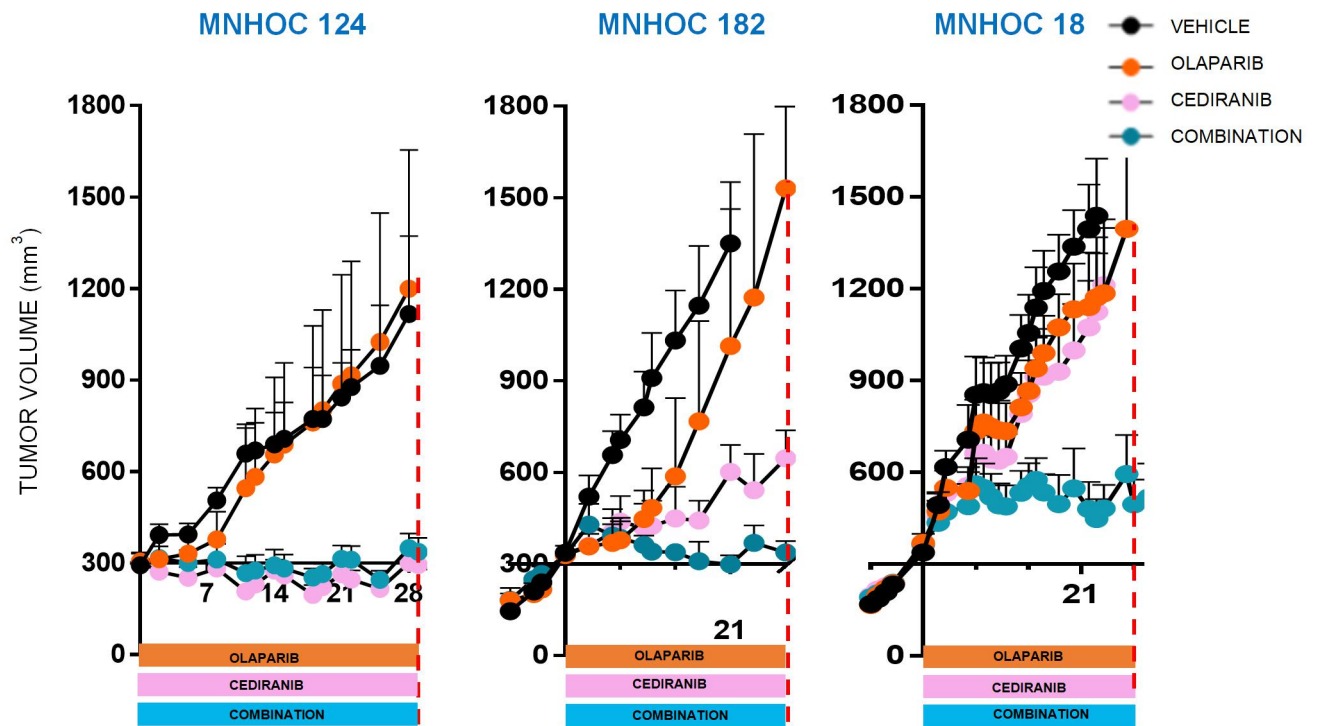 MNHOC 124
MNHOC 182
MNHOC 18
VEHICLE
OLAPARIB
CEDIRANIB
COMBINATION
TUMOR VOLUME (mm³)
1800
1500
1200
900
600
300
0
7
14
21
28
OLAPARIB
CEDIRANIB
COMBINATION
1800
1500
1200
900
600
300
0
21
OLAPARIB
CEDIRANIB
COMBINATION
1800
1500
1200
900
600
300
0
21
OLAPARIB
CEDIRANIB
COMBINATION